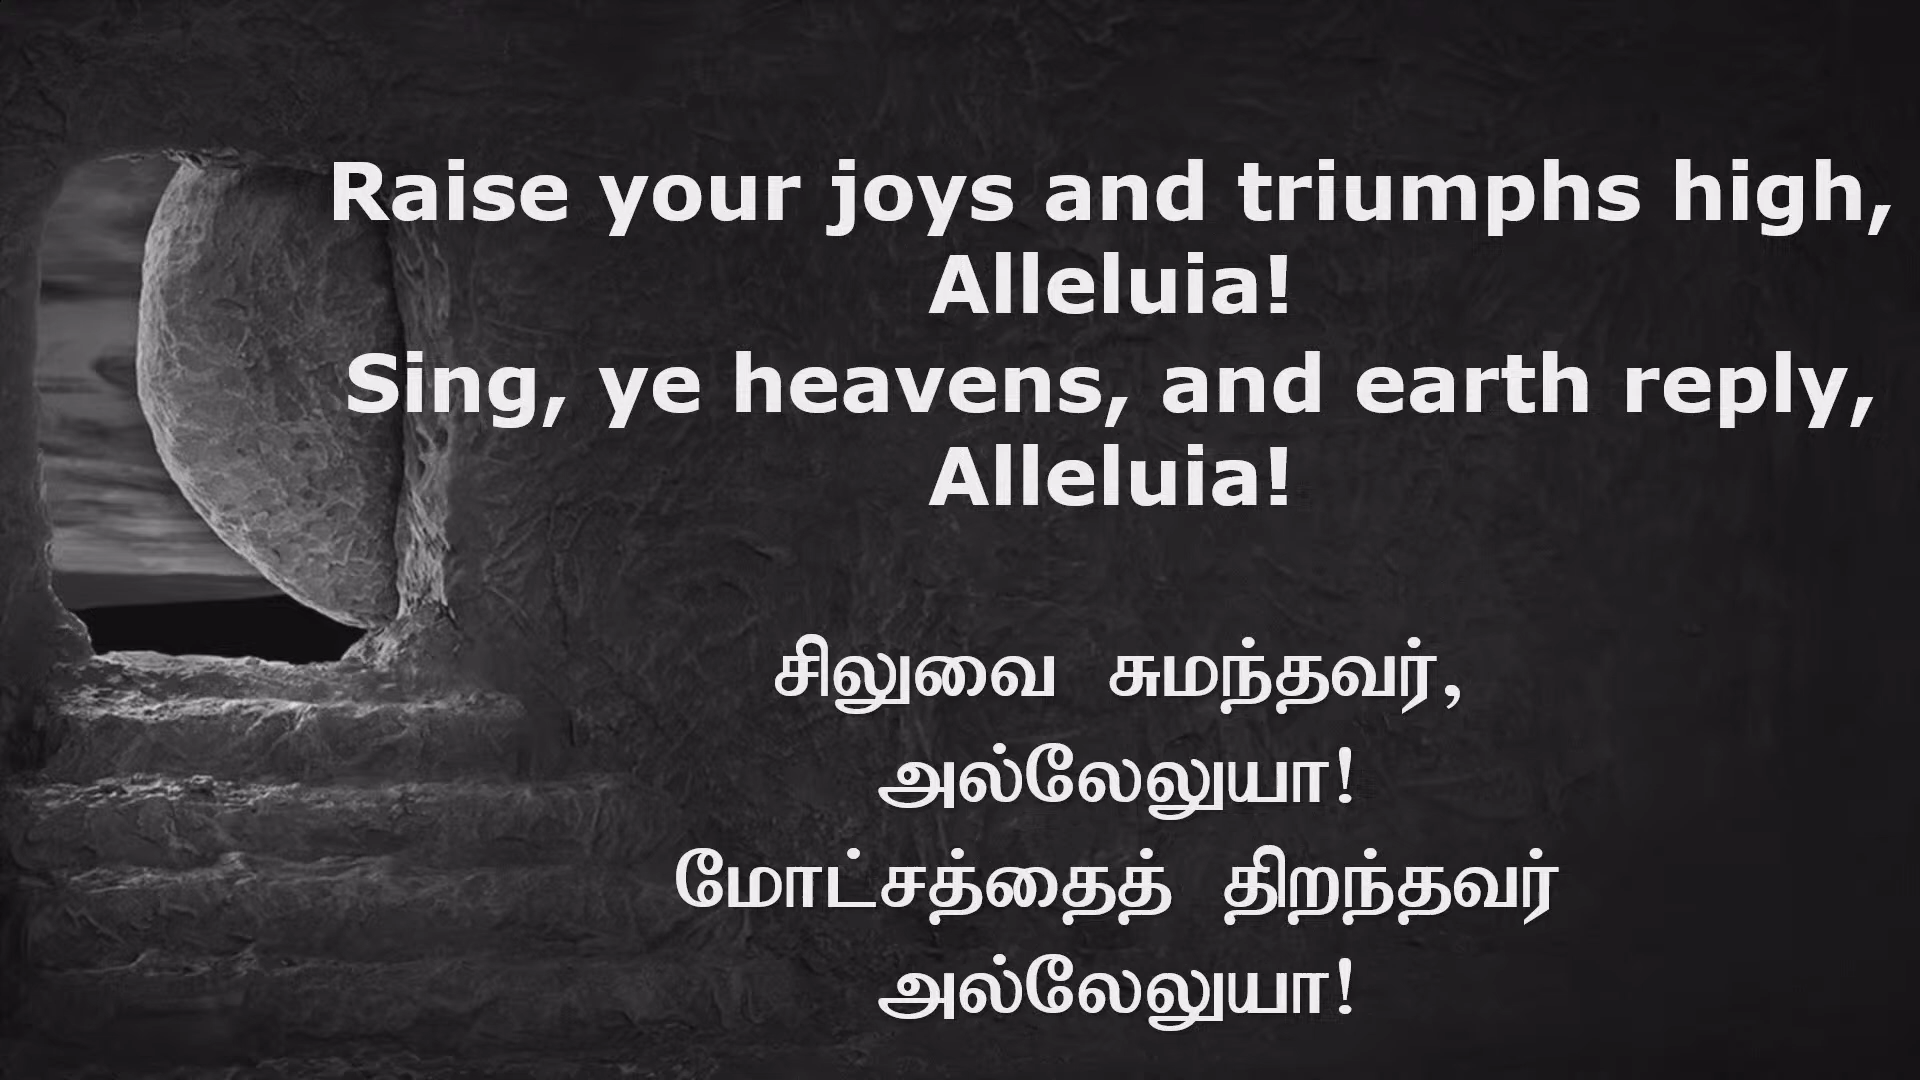 Raise your joys and triumphs high,
Alleluia!
Sing, ye heavens, and earth reply,
Alleluia!
சிலுவை சுமந்தவர்,
அல்லேலுயா!
மோட்சத்தைத் திறந்தவர்
அல்லேலுயா!